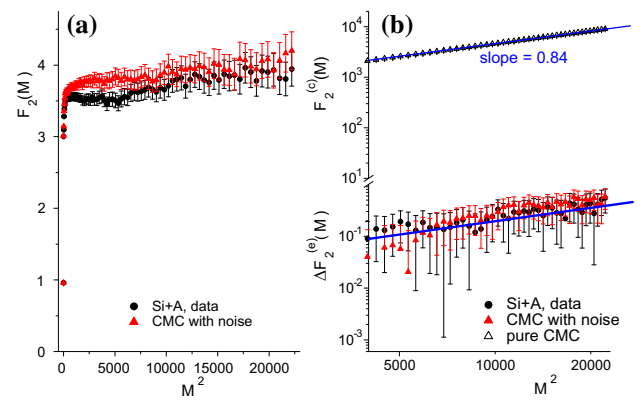 (a)
F₂(M)
4
3
2
1
0
0 5000 10000 15000 20000
M²
Si+A, data
CMC with noise
(b)
F₂⁽ᶜ⁾(M)
10⁴
10³
10²
10¹
slope = 0.84
ΔF₂⁽ᵉ⁾(M)
10⁻¹
10⁻²
10⁻³
Si+A, data
CMC with noise
pure CMC
5000 10000 20000
M²